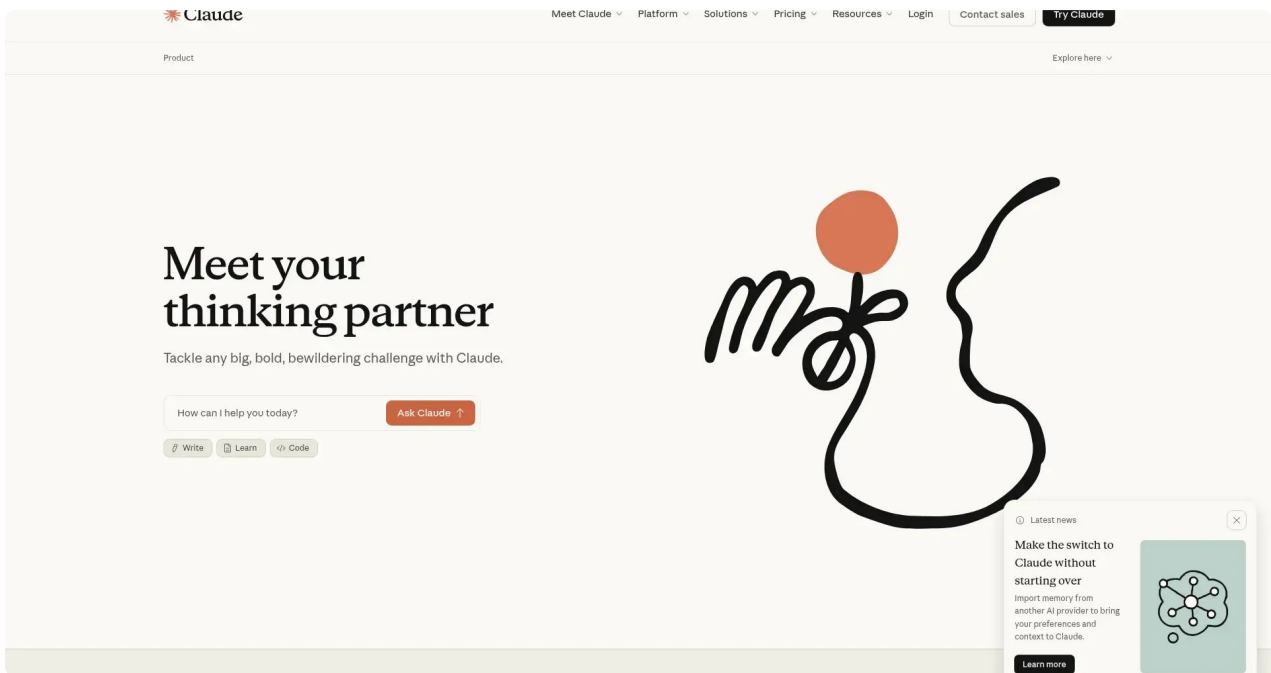 Claude
Meet Claude
Platform
Solutions
Pricing
Resources
Login
Contact sales
Try Claude
Product
Explore here
Meet your
thinking partner
Tackle any big, bold, bewildering challenge with Claude.
How can I help you today?
Ask Claude
Write
Learn
Code
Latest news
Make the switch to
Claude without
starting over
Import memory from
another AI provider to bring
your preferences and
context to Claude.
Learn more